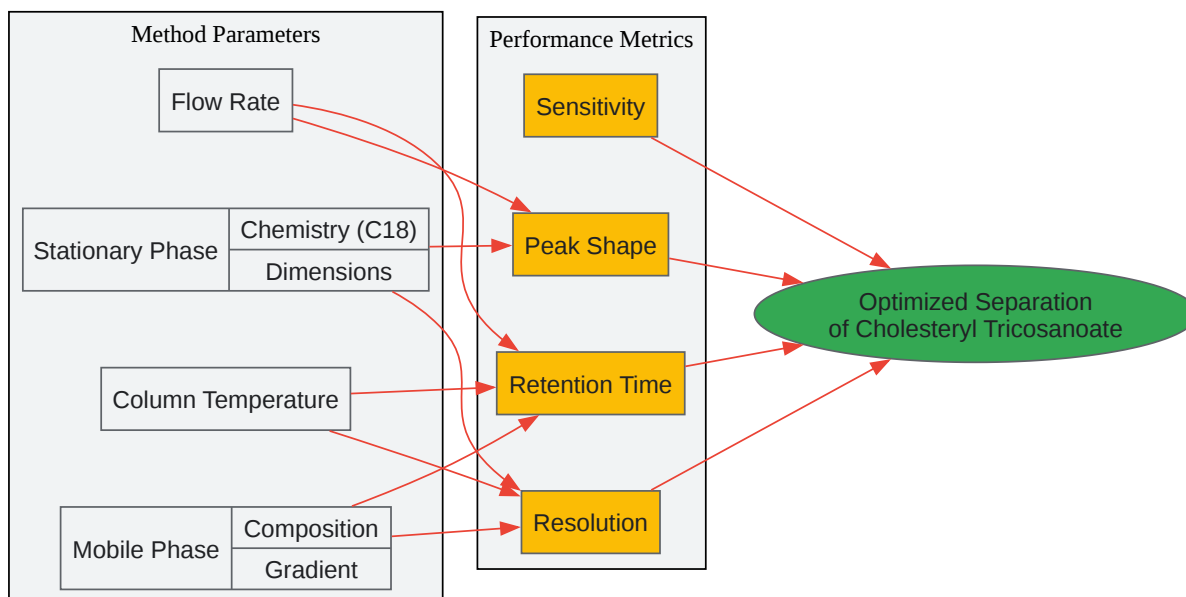 Method Parameters
Flow Rate
Stationary Phase
Chemistry (C18)
Dimensions
Column Temperature
Mobile Phase
Composition
Gradient
Performance Metrics
Sensitivity
Peak Shape
Retention Time
Resolution
Optimized Separation
of Cholesteryl Tricosanoate